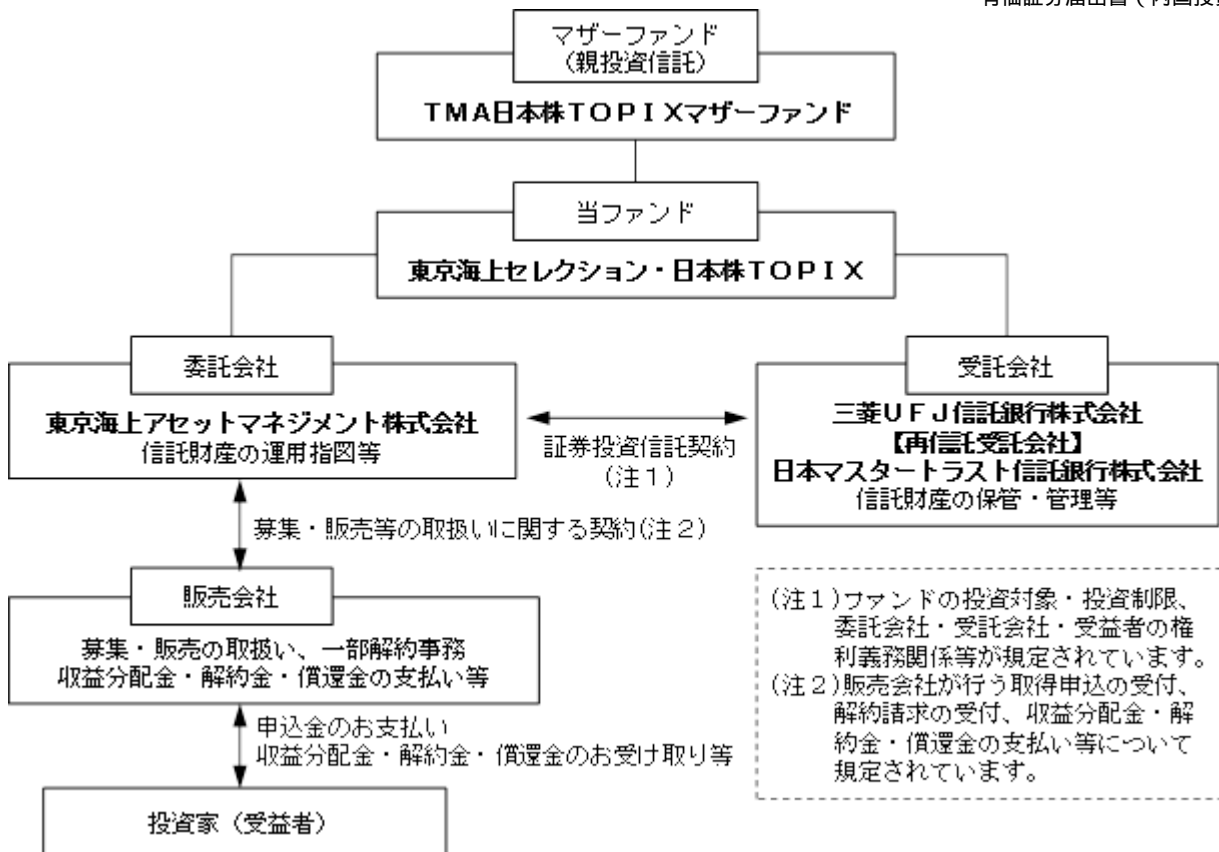 マザーファンド
(親投資信託)
TMA日本株TOPIXマザーファンド
当ファンド
東京海上セレクション・日本株TOPIX
委託会社
東京海上アセットマネジメント株式会社
信託財産の運用指図等
証券投資信託契約
(注1)
受託会社
三菱UFJ信託銀行株式会社
【再信託受託会社】
日本マスタートラスト信託銀行株式会社
信託財産の保管・管理等
募集・販売等の取扱いに関する契約(注2)
販売会社
募集・販売の取扱い、一部解約事務
収益分配金・解約金・償還金の支払い等
申込金のお支払い
収益分配金・解約金・償還金のお受け取り等
投資家(受益者)
(注1)ファンドの投資対象・投資制限、
委託会社・受託会社・受益者の権
利義務関係等が規定されています。
(注2)販売会社が行う取得申込の受付、
解約請求の受付、収益分配金・解
約金・償還金の支払い等について
規定されています。